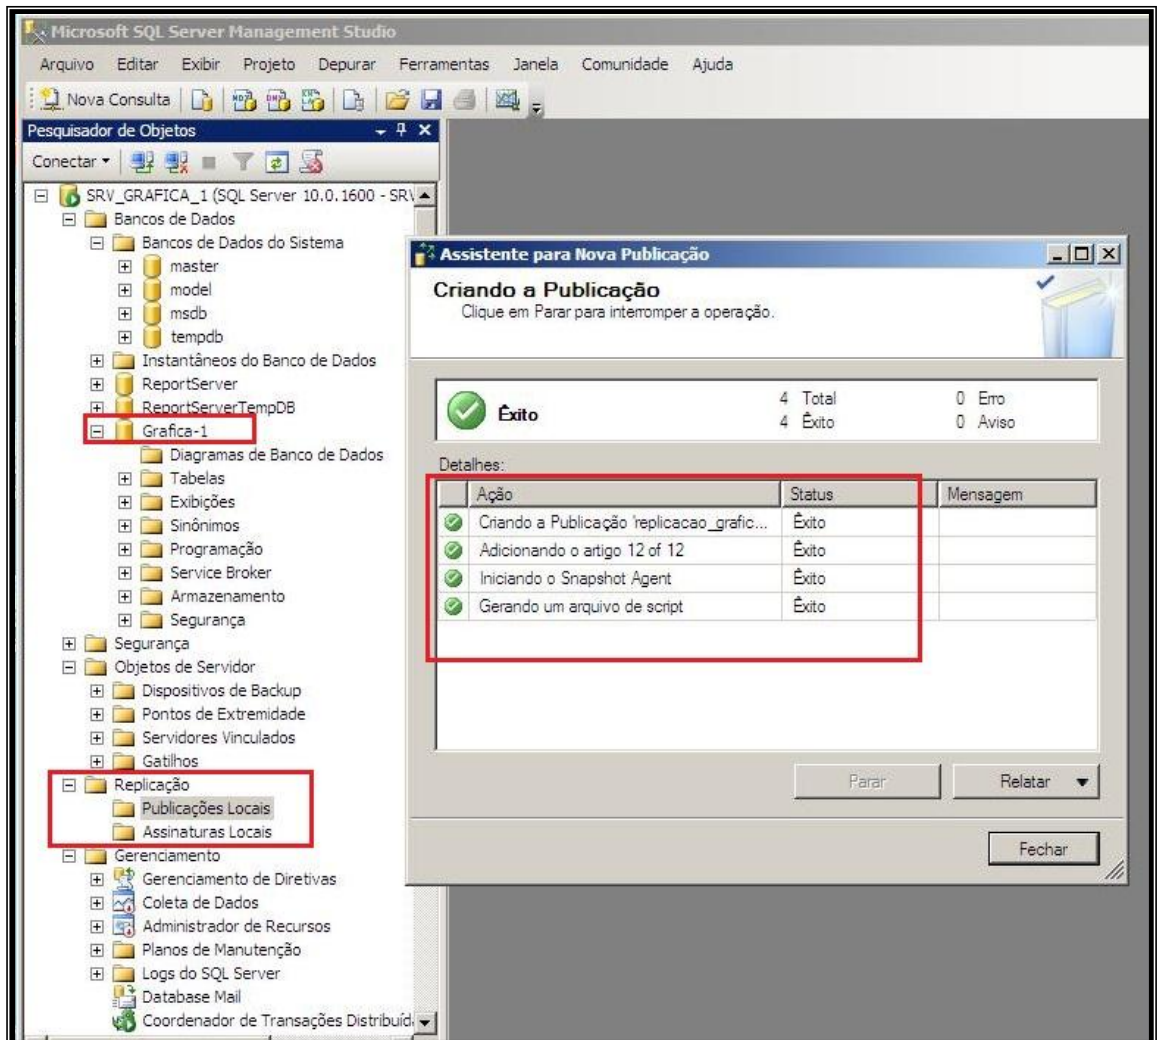 Microsoft SQL Server Management Studio
Arquivo Editar Exibir Projeto Depurar Ferramentas Janela Comunidade Ajuda
Nova Consulta
Pesquisador de Objetos
Conectar
SRV_GRAFICA_1 (SQL Server 10.0.1600 - SRV
Bancos de Dados
Bancos de Dados do Sistema
master
model
msdb
tempdb
Instantâneos do Banco de Dados
ReportServer
ReportServerTempDB
Grafica-1
Diagramas de Banco de Dados
Tabelas
Exibições
Sinônimos
Programação
Service Broker
Armazenamento
Segurança
Segurança
Objetos de Servidor
Dispositivos de Backup
Pontos de Extremidade
Servidores Vinculados
Gatilhos
Replicação
Publicações Locais
Assinaturas Locais
Gerenciamento
Gerenciamento de Diretivas
Coleta de Dados
Administrador de Recursos
Planos de Manutenção
Logs do SQL Server
Database Mail
Coordenador de Transações Distribuíd
Assistente para Nova Publicação
Criando a Publicação
Clique em Parar para interromper a operação.
Êxito
4 Total 0 Erro
4 Êxito 0 Aviso
Detalhes:
Ação Status Mensagem
Criando a Publicação 'replicacao_grafic... Êxito
Adicionando o artigo 12 of 12 Êxito
Iniciando o Snapshot Agent Êxito
Gerando um arquivo de script Êxito
Parar Relatar
Fechar